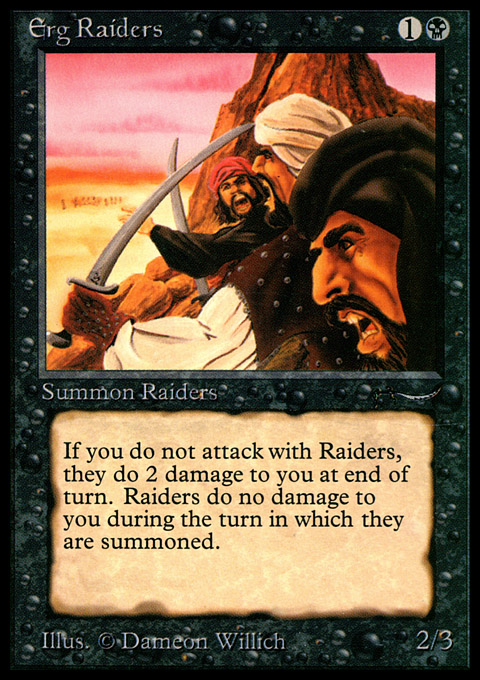 Erg Raiders
1
Summon Raiders
If you do not attack with Raiders,
they do 2 damage to you at end of
turn. Raiders do no damage to
you during the turn in which they
are summoned.
Illus. © Dameon Willich
2/3